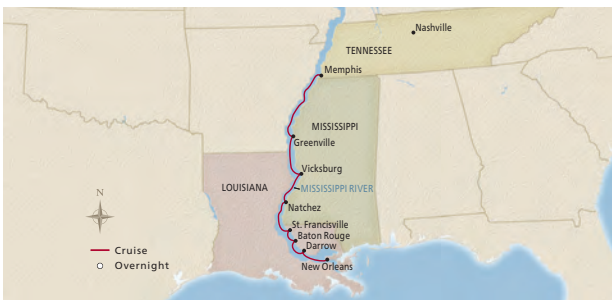 Nashville
TENNESSEE
Memphis
MISSISSIPPI
Greenville
Vicksburg
LOUISIANA
MISSISSIPPI RIVER
N
Natchez
St. Francisville
Baton Rouge
Darrow
New Orleans
Cruise
Overnight